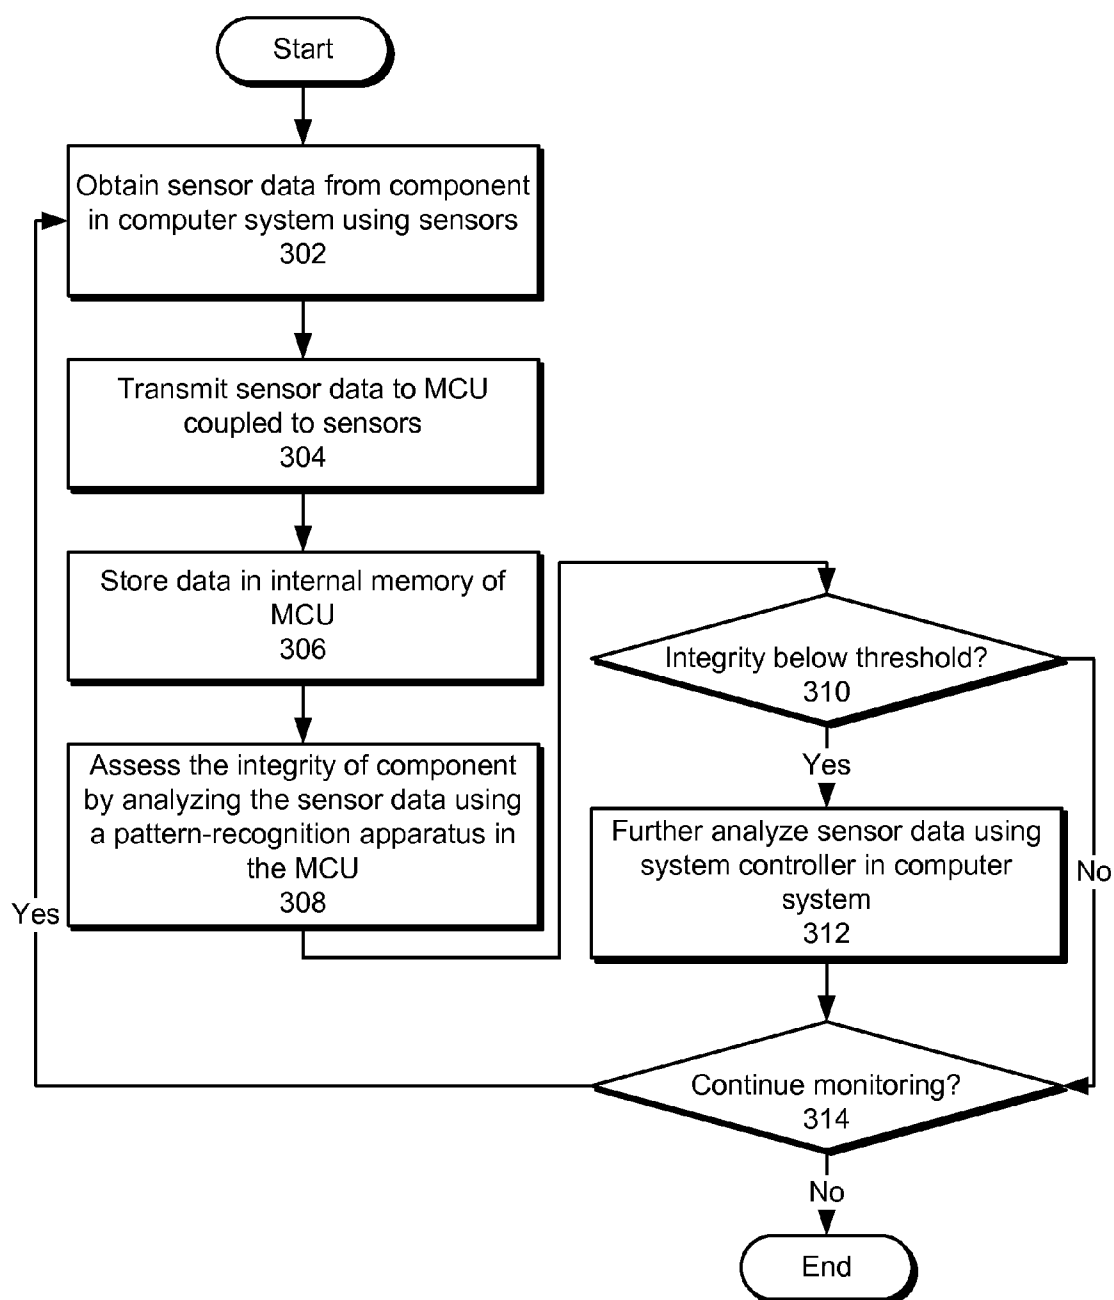 Start
Obtain sensor data from component
in computer system using sensors
302
Transmit sensor data to MCU
coupled to sensors
304
Store data in internal memory of
MCU
306
Assess the integrity of component
by analyzing the sensor data using
a pattern-recognition apparatus in
the MCU
308
Integrity below threshold?
310
Yes
No
Further analyze sensor data using
system controller in computer
system
312
Continue monitoring?
314
Yes
No
End